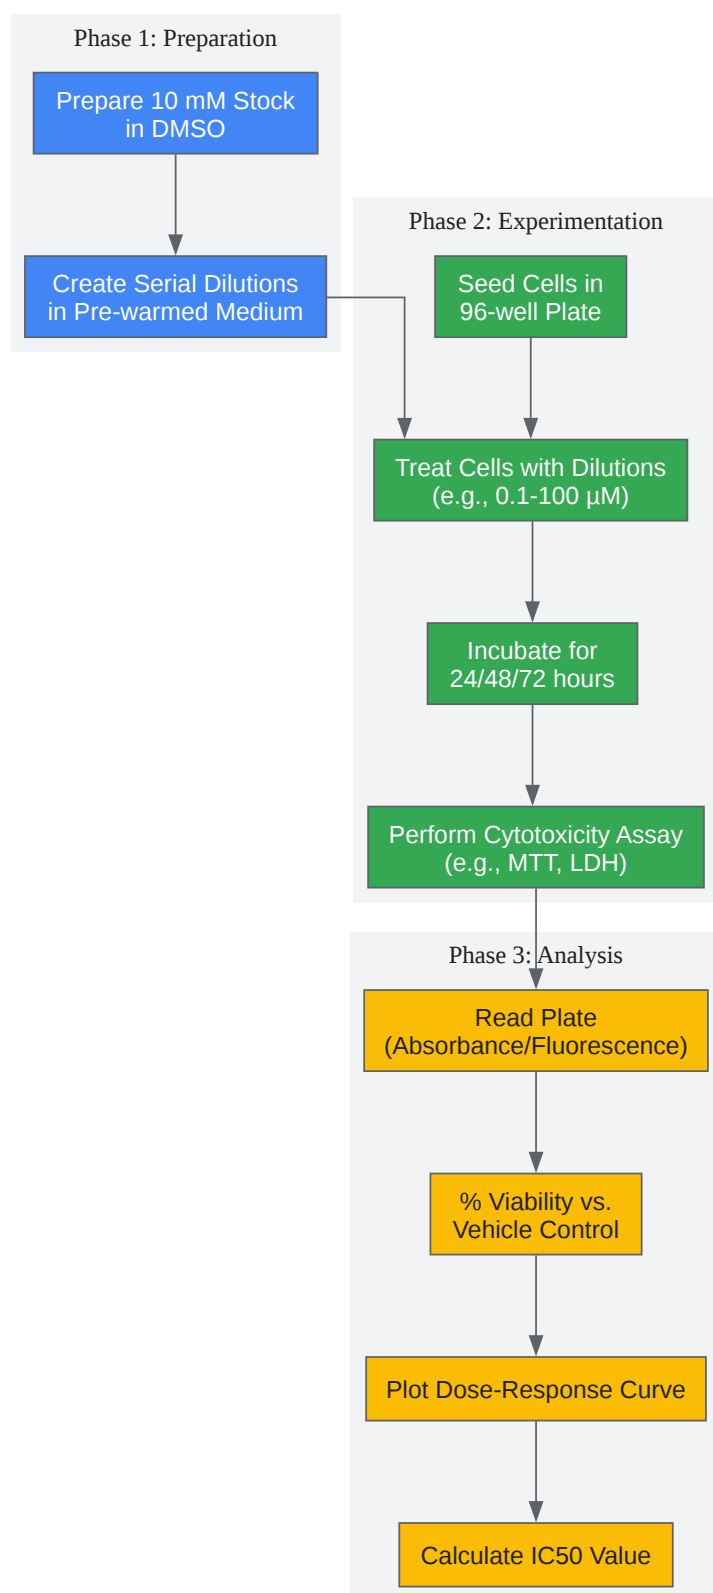 Phase 1: Preparation
Prepare 10 mM Stock
in DMSO
Create Serial Dilutions
in Pre-warmed Medium
Phase 2: Experimentation
Seed Cells in
96-well Plate
Treat Cells with Dilutions
(e.g., 0.1-100 µM)
Incubate for
24/48/72 hours
Perform Cytotoxicity Assay
(e.g., MTT, LDH)
Phase 3: Analysis
Read Plate
(Absorbance/Fluorescence)
% Viability vs.
Vehicle Control
Plot Dose-Response Curve
Calculate IC50 Value